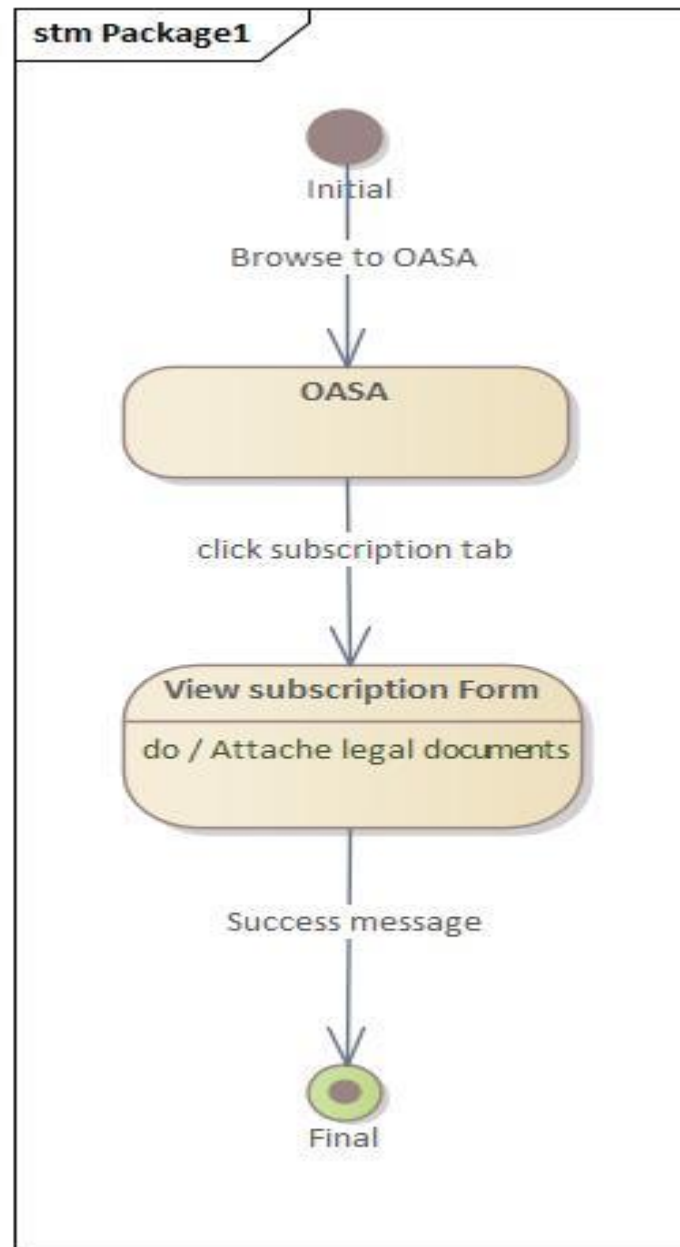 stm Package1
Initial
Browse to OASA
OASA
click subscription tab
View subscription Form
do / Attache legal documents
Success message
Final